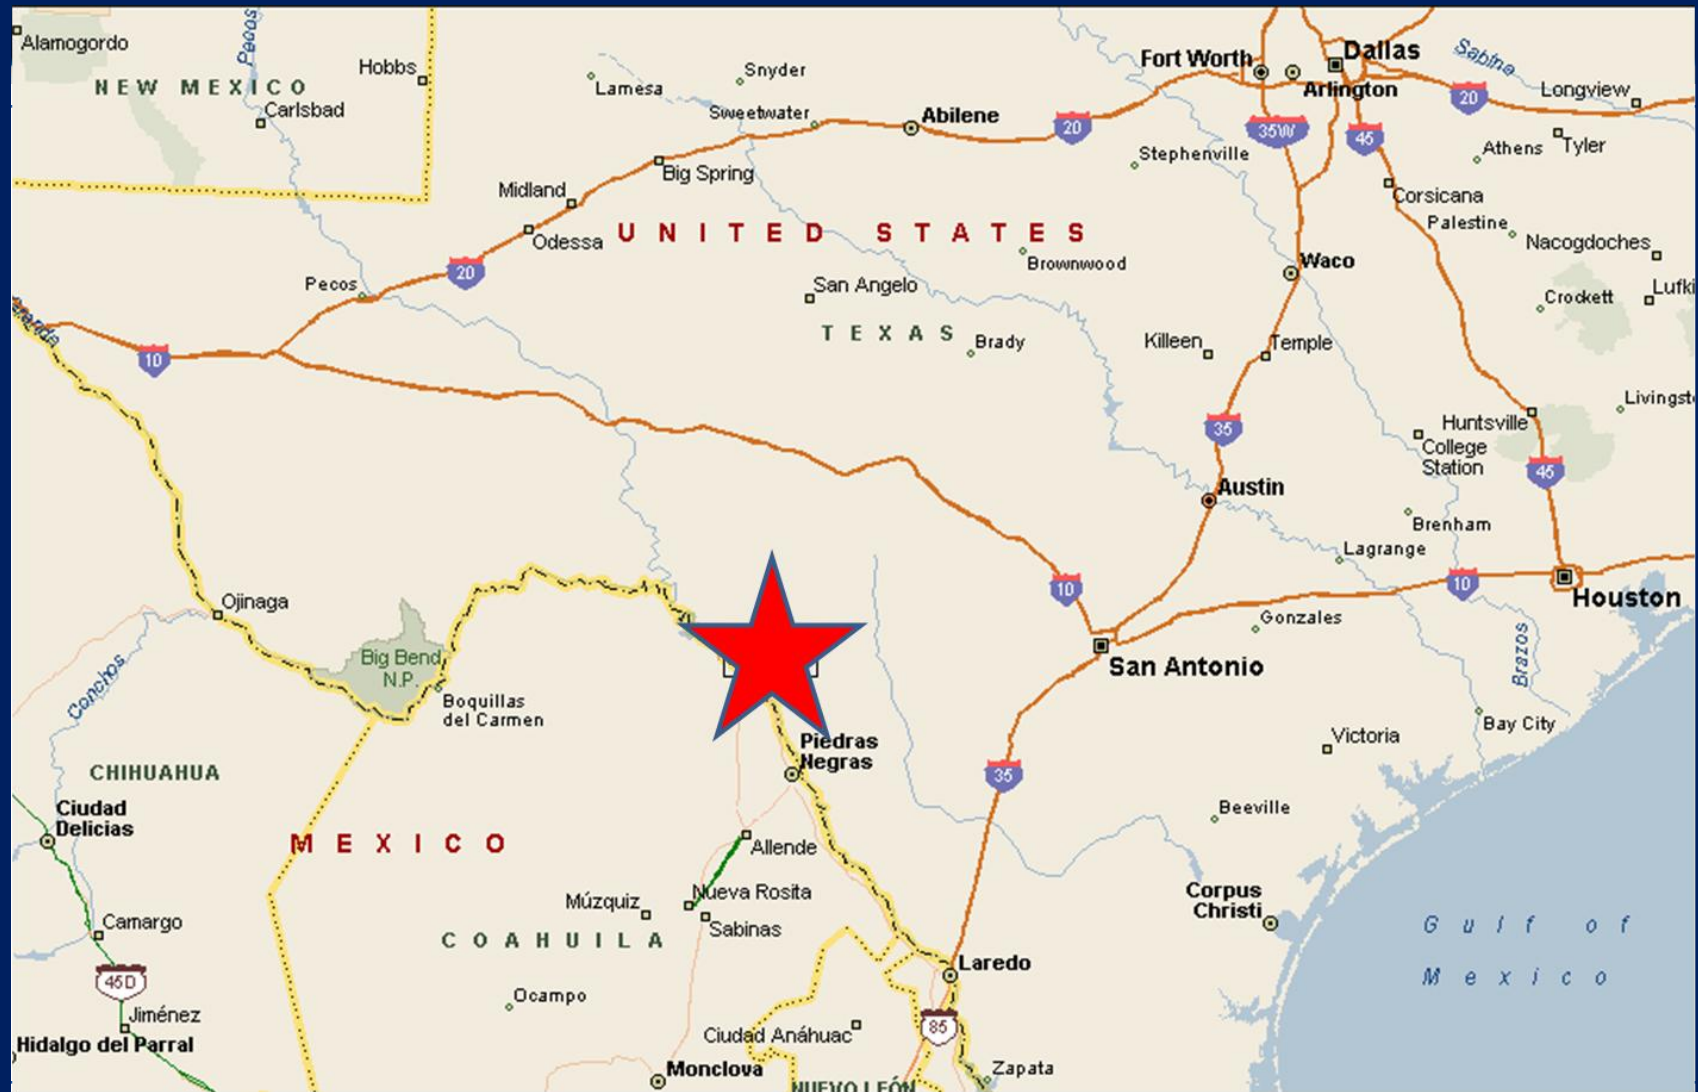 Alamogordo
Pecos
Hobbs
NEW MEXICO
Carlsbad
Lamesa
Snyder
Sweetwater
Abilene
20
Fort Worth
Dallas
Arlington
35W
45
Sabina
20
Longview
Stephenville
Athens
Tyler
Big Spring
Midland
Odessa
UNITED STATES
Corsicana
Palestine
Nacogdoches
20
Pecos
Brownwood
San Angelo
Waco
Crockett
Lufki
TEXAS
Brady
Killeen
Temple
10
Livingst
35
Huntsville
College
Station
45
Austin
Brenham
Lagrange
10
10
Houston
Ojinaga
Gonzales
San Antonio
Brazos
Big Bend
N.P.
Conchos
Boquillas
del Carmen
Bay City
Victoria
Piedras
Negras
35
CHIHUAHUA
Ciudad
Delicias
Beeville
MEXICO
Allende
Nueva Rosita
Múzquiz
Sabinas
Corpus
Christi
Camargo
COAHUILA
Gulf of
Mexico
Laredo
45D
Ocampo
Jiménez
Ciudad Anáhuac
85
Hidalgo del Parral
Monclova
Zapata
NUEVO LEÓN